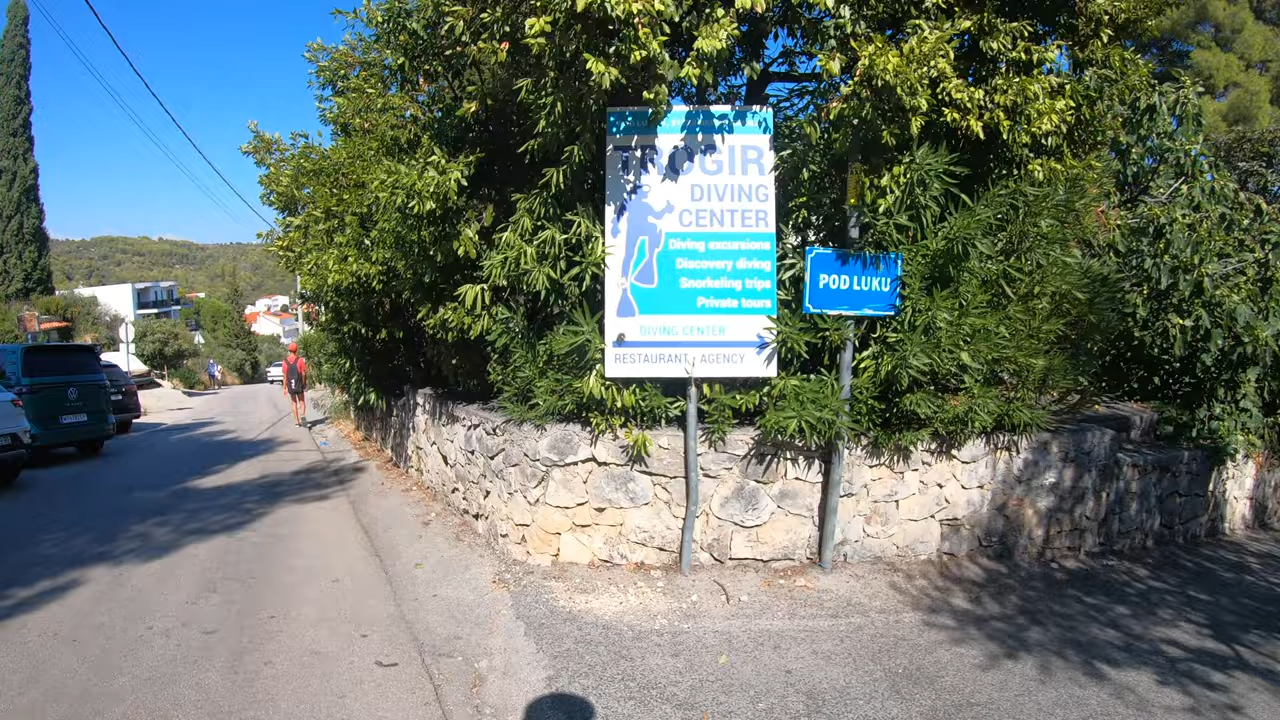 TROGIR
DIVING
CENTER
Diving excursions
Discovery diving
Snorkeling trips
Private tours
DIVING CENTER
RESTAURANT AGENCY
POD LUKU